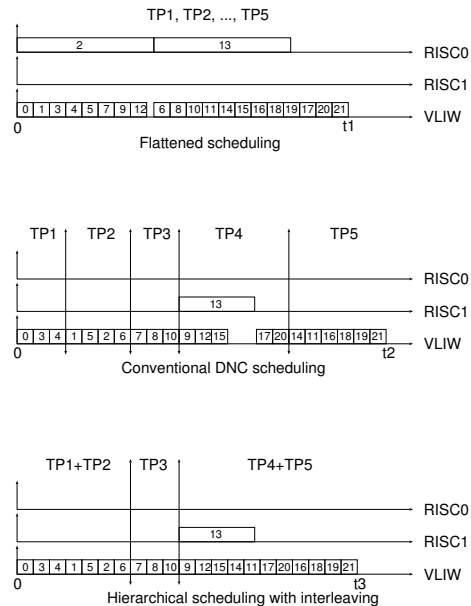 TP1, TP2, ..., TP5
2 13
RISC0
RISC1
0 1 3 4 5 7 9 12 6 8 10 11 14 15 16 18 19 17 20 21
VLIW
0 t1
Flattened scheduling
TP1 TP2 TP3 TP4 TP5
RISC0
13
RISC1
0 3 4 1 5 2 6 7 8 10 9 12 15 17 20 14 11 16 18 19 21
VLIW
0 t2
Conventional DNC scheduling
TP1+TP2 TP3 TP4+TP5
RISC0
13
RISC1
0 3 4 1 5 2 6 7 8 10 9 12 15 14 11 17 20 16 18 19 21
VLIW
0 t3
Hierarchical scheduling with interleaving